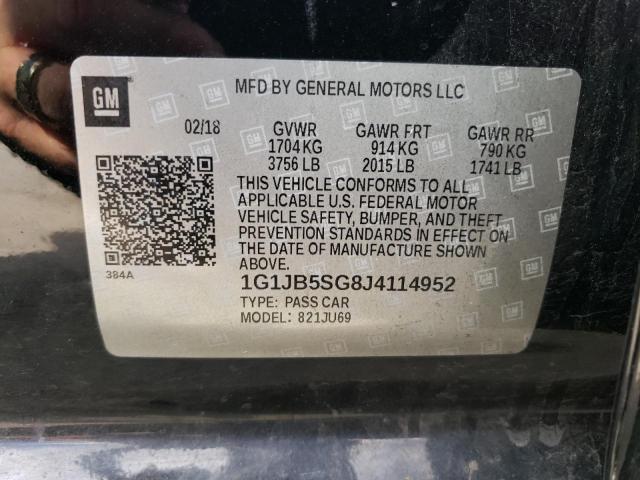 GM
MFD BY GENERAL MOTORS LLC
02/18 GVWR GAWR FRT GAWR RR
1704 KG 914 KG 790 KG
3756 LB 2015 LB 1741 LB
THIS VEHICLE CONFORMS TO ALL
APPLICABLE U.S. FEDERAL MOTOR
VEHICLE SAFETY, BUMPER, AND THEFT
PREVENTION STANDARDS IN EFFECT ON
THE DATE OF MANUFACTURE SHOWN
ABOVE.
384A
1G1JB5SG8J4114952
TYPE: PASS CAR
MODEL: 821JU69